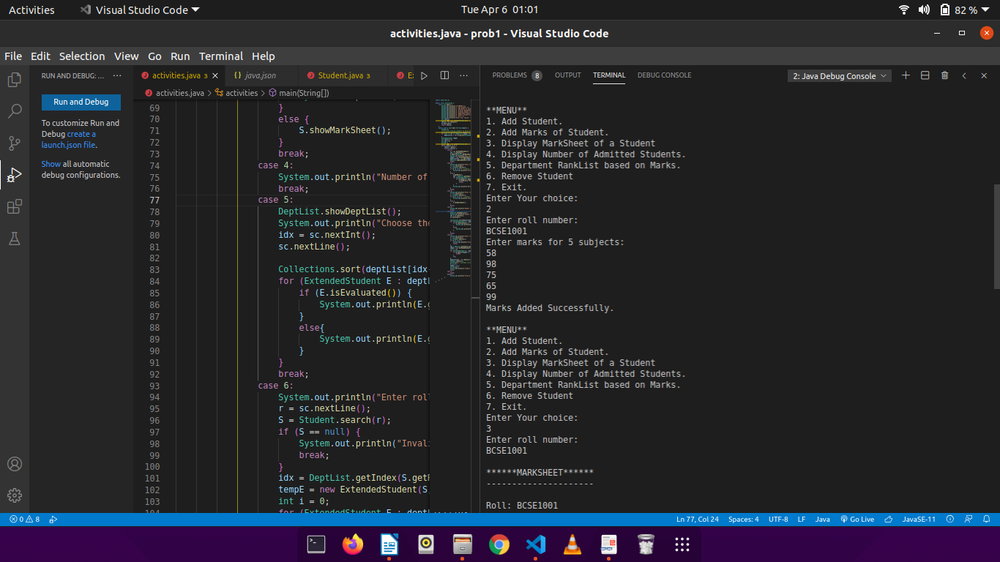 Activities
Visual Studio Code
Tue Apr 6 01:01
82 %
activities.java - prob1 - Visual Studio Code
File Edit Selection View Go Run Terminal Help
RUN AND DEBUG: ... ···
Run and Debug
To customize Run and
Debug create a
launch.json file.
Show all automatic
debug configurations.
activities.java 3
{} java.json
Student.java 3
activities.java > activities > main(String[])
69 }
70 else {
71 S.showMarkSheet();
72 }
73 break;
74 case 4:
75 System.out.println("Number of
76 break;
77 case 5:
78 DeptList.showDeptList();
79 System.out.println("Choose the
80 idx = sc.nextInt();
81 sc.nextLine();
82
83 Collections.sort(deptList[idx-
84 for (ExtendedStudent E : deptL
85 if (E.isEvaluated()) {
86 System.out.println(E.g
87 }
88 else{
89 System.out.println(E.g
90 }
91 }
92 break;
93 case 6:
94 System.out.println("Enter roll
95 r = sc.nextLine();
96 S = Student.search(r);
97 if (S == null) {
98 System.out.println("Invali
99 break;
100 }
101 idx = DeptList.getIndex(S.getR
102 tempE = new ExtendedStudent(S
103 int i = 0;
104 for (ExtendedStudent E : deptL
PROBLEMS 8 OUTPUT TERMINAL DEBUG CONSOLE
2: Java Debug Console
**MENU**
1. Add Student.
2. Add Marks of Student.
3. Display MarkSheet of a Student
4. Display Number of Admitted Students.
5. Department RankList based on Marks.
6. Remove Student
7. Exit.
Enter Your choice:
2
Enter roll number:
BCSE1001
Enter marks for 5 subjects:
58
98
75
65
99
Marks Added Successfully.
**MENU**
1. Add Student.
2. Add Marks of Student.
3. Display MarkSheet of a Student
4. Display Number of Admitted Students.
5. Department RankList based on Marks.
6. Remove Student
7. Exit.
Enter Your choice:
3
Enter roll number:
BCSE1001
******MARKSHEET******
---------------------
Roll: BCSE1001
0 8
Ln 77, Col 24 Spaces: 4 UTF-8 LF Java Go Live JavaSE-11